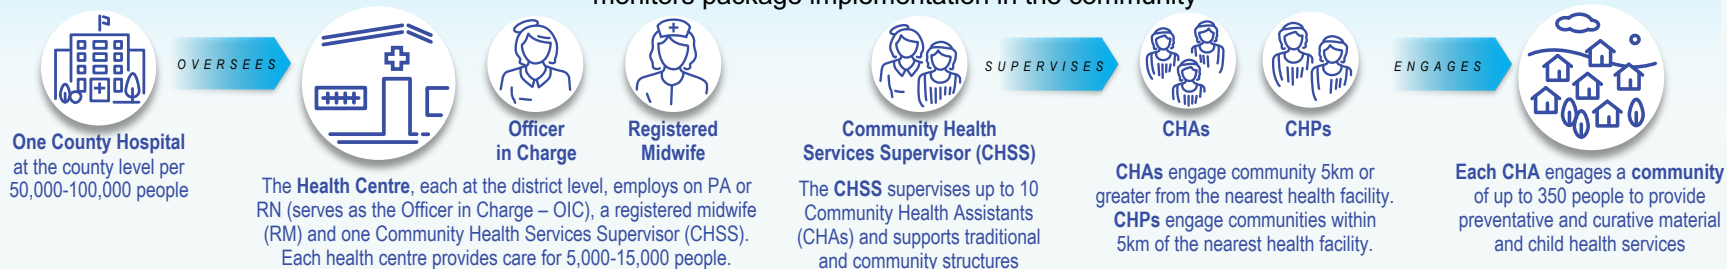 monitors package implementation in the community
OVERSEES
SUPERVISES
ENGAGES
One County Hospital
at the county level per
50,000-100,000 people
Officer
in Charge
Registered
Midwife
The Health Centre, each at the district level, employs on PA or
RN (serves as the Officer in Charge – OIC), a registered midwife
(RM) and one Community Health Services Supervisor (CHSS).
Each health centre provides care for 5,000-15,000 people.
Community Health
Services Supervisor (CHSS)
The CHSS supervises up to 10
Community Health Assistants
(CHAs) and supports traditional
and community structures
CHAs
CHPs
CHAs engage community 5km or
greater from the nearest health facility.
CHPs engage communities within
5km of the nearest health facility.
Each CHA engages a community
of up to 350 people to provide
preventative and curative material
and child health services